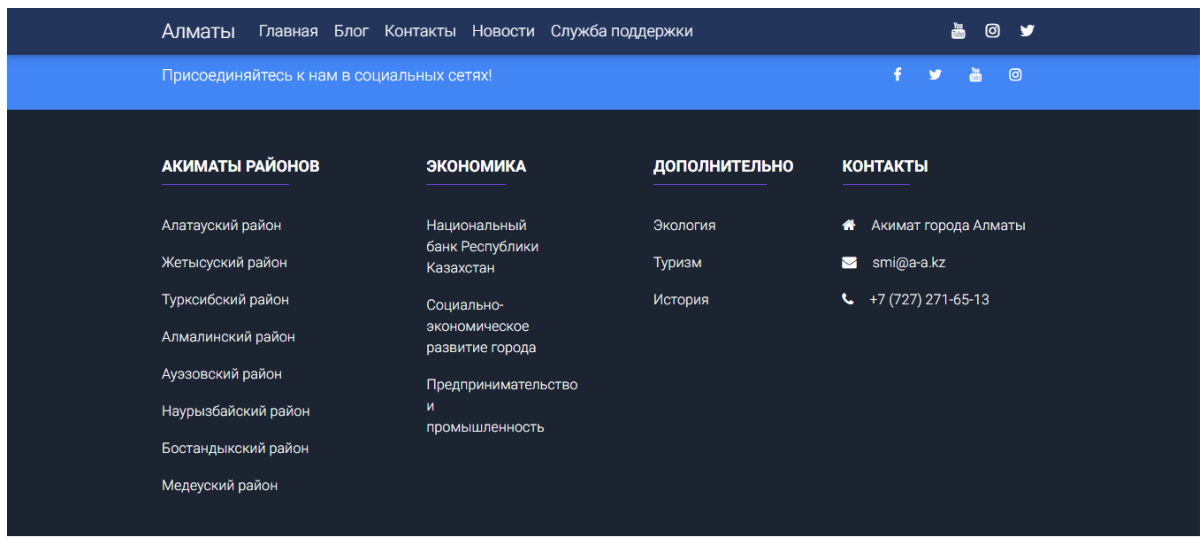 Алматы Главная Блог Контакты Новости Служба поддержки
Присоединяйтесь к нам в социальных сетях!
АКИМАТЫ РАЙОНОВ
Алатауский район
Жетысуский район
Турксибский район
Алмалинский район
Ауэзовский район
Наурызбайский район
Бостандыкский район
Медеуский район
ЭКОНОМИКА
Национальный
банк Республики
Казахстан
Социально-
экономическое
развитие города
Предпринимательство
и
промышленность
ДОПОЛНИТЕЛЬНО
Экология
Туризм
История
КОНТАКТЫ
Акимат города Алматы
smi@a-a.kz
+7 (727) 271-65-13